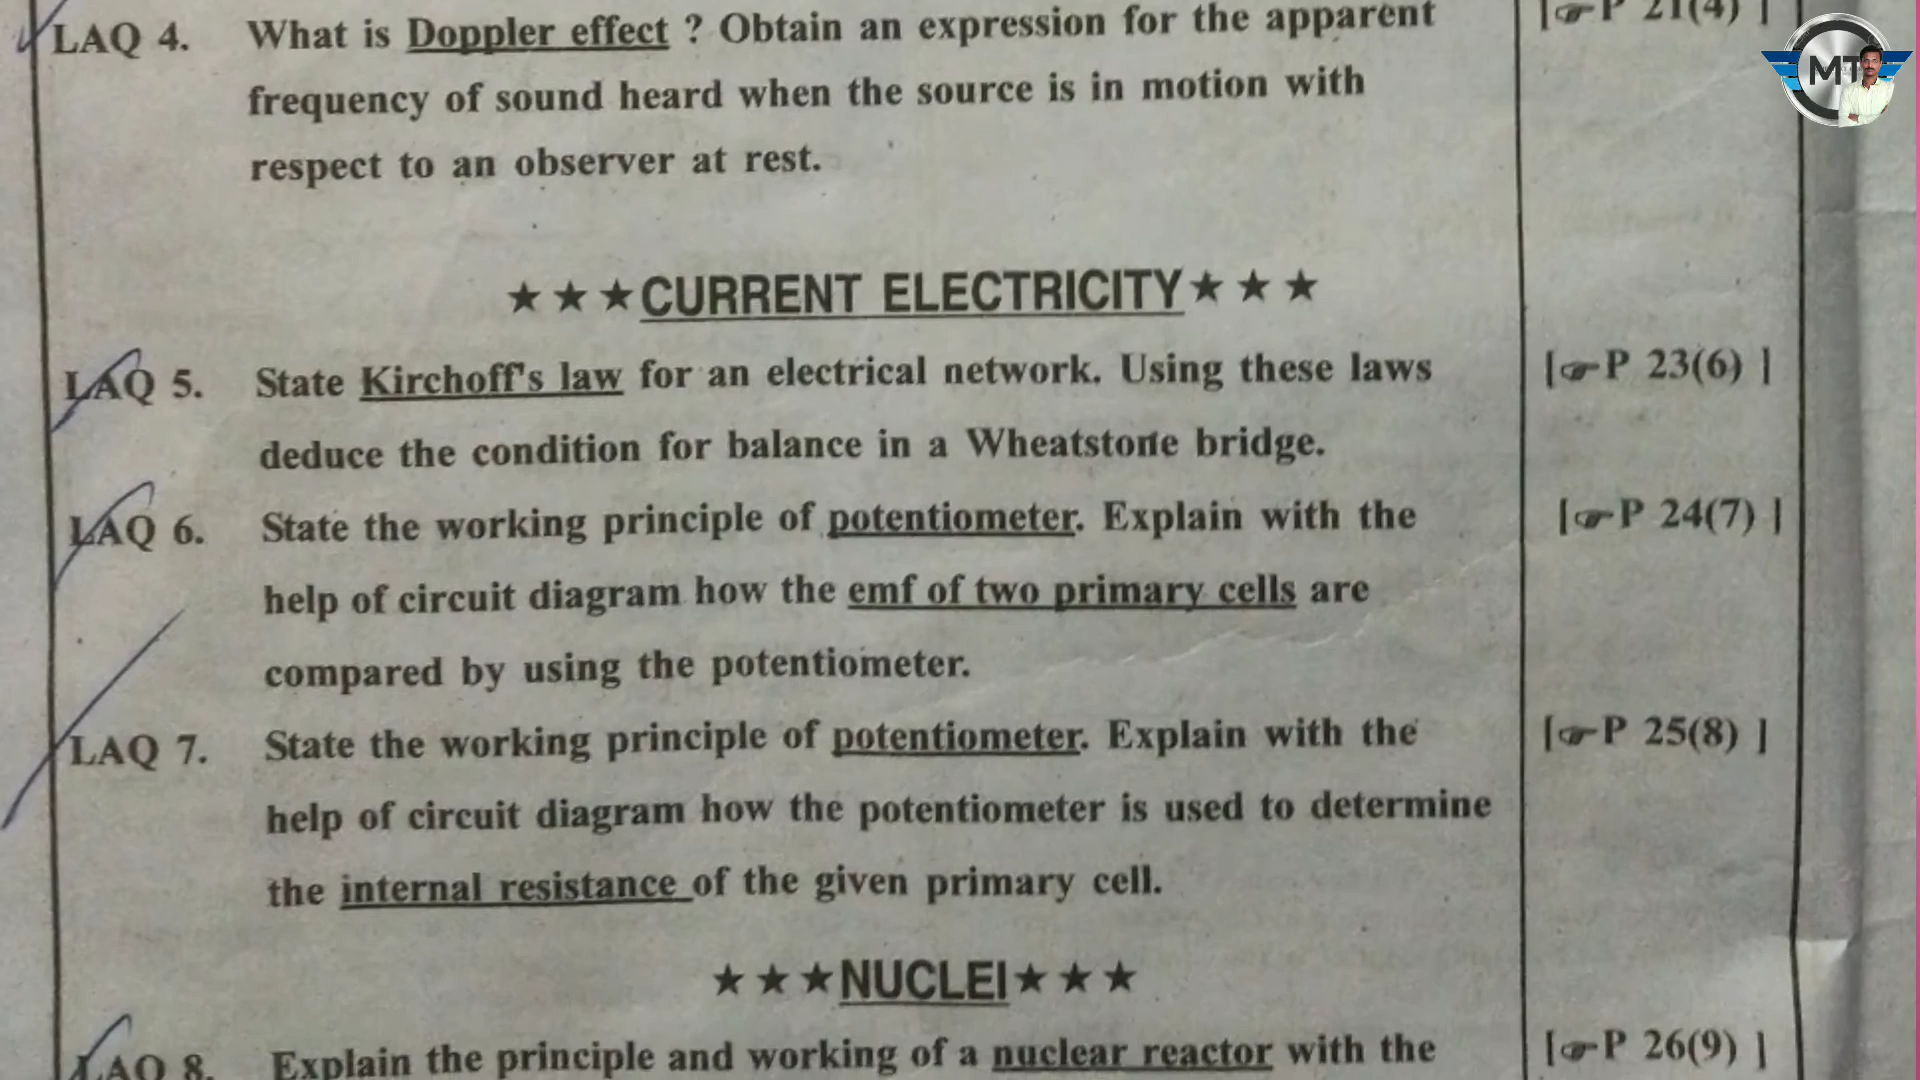 LAQ 4. What is Doppler effect ? Obtain an expression for the apparent [☞P 21(4) ]
frequency of sound heard when the source is in motion with
respect to an observer at rest.
★ ★ ★ CURRENT ELECTRICITY ★ ★ ★
LAQ 5. State Kirchoff's law for an electrical network. Using these laws [☞P 23(6) ]
deduce the condition for balance in a Wheatstone bridge.
LAQ 6. State the working principle of potentiometer. Explain with the [☞P 24(7) ]
help of circuit diagram how the emf of two primary cells are
compared by using the potentiometer.
LAQ 7. State the working principle of potentiometer. Explain with the [☞P 25(8) ]
help of circuit diagram how the potentiometer is used to determine
the internal resistance of the given primary cell.
★ ★ ★ NUCLEI ★ ★ ★
LAQ 8. Explain the principle and working of a nuclear reactor with the [☞P 26(9) ]
MT